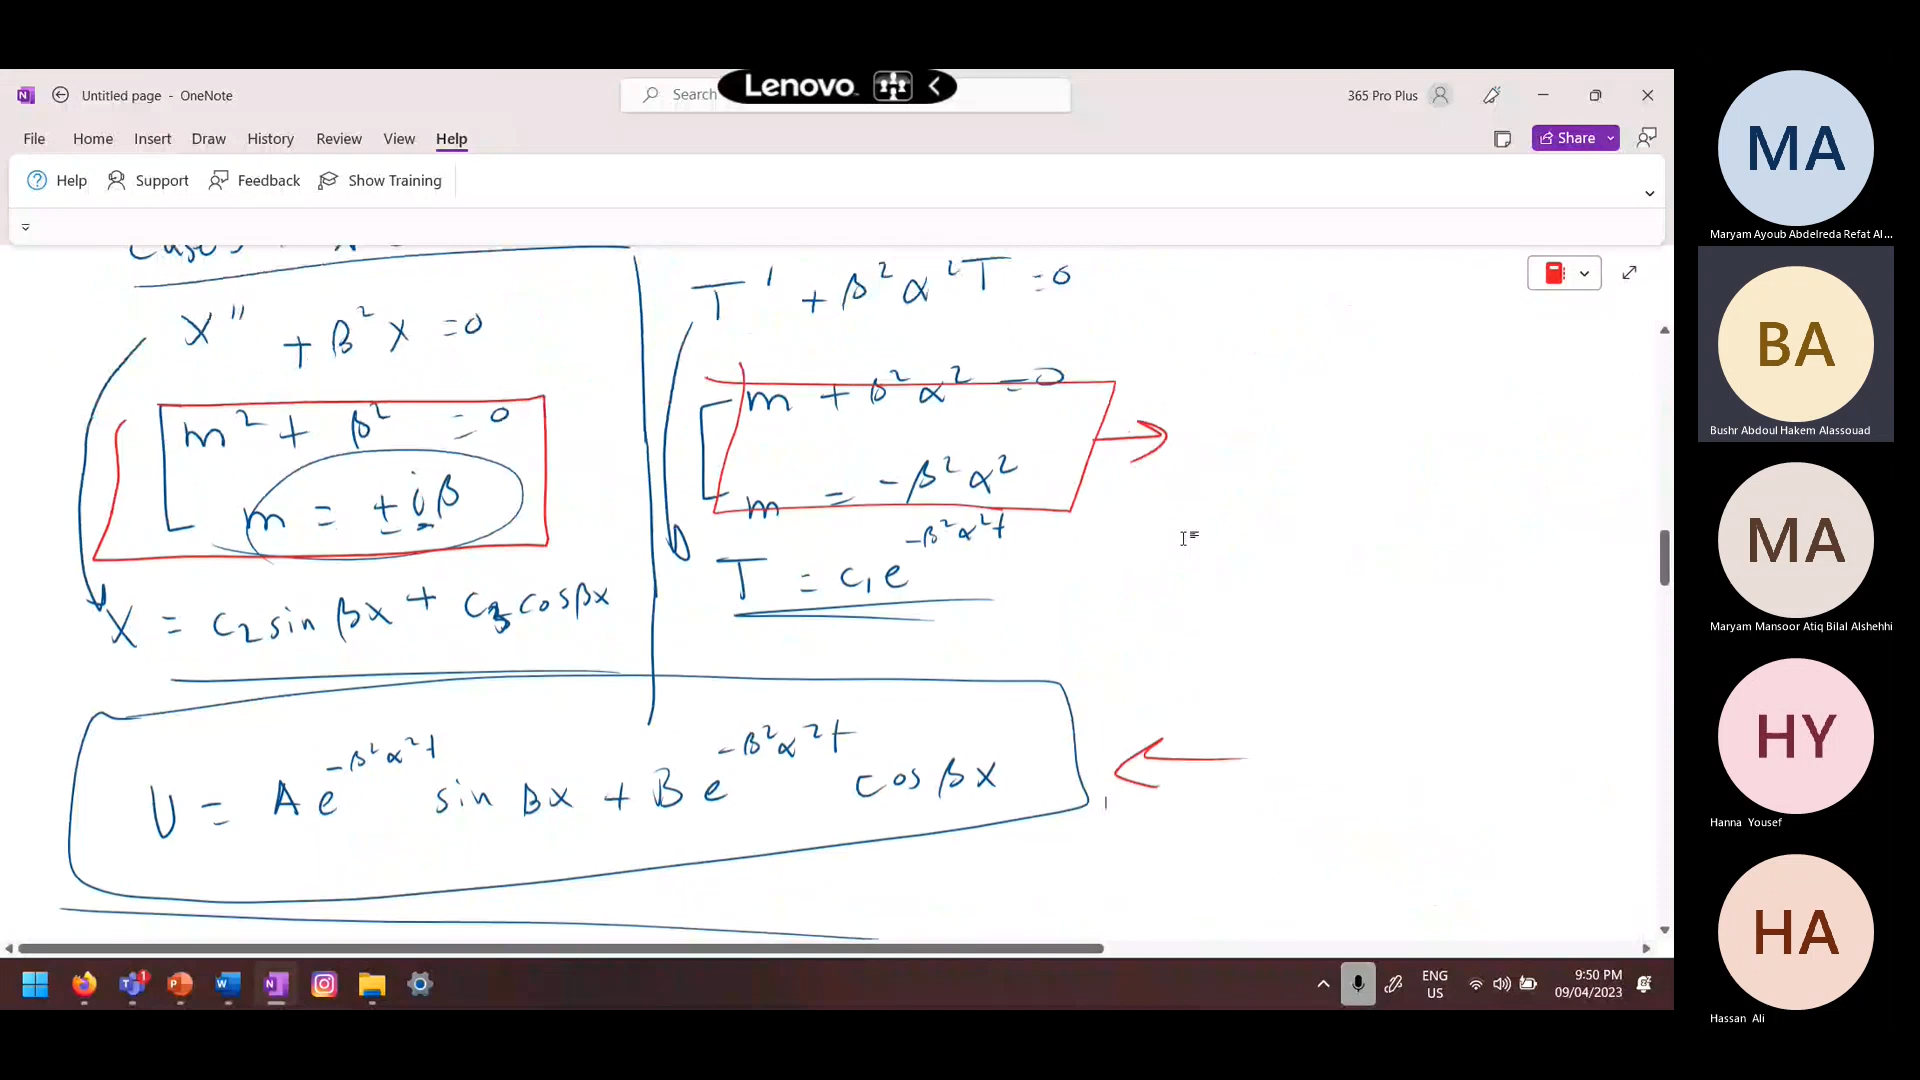 Lenovo
Untitled page - OneNote
Search
365 Pro Plus
File Home Insert Draw History Review View Help
Share
Help Support Feedback Show Training
X'' + β²X = 0
m² + β² = 0
m = ± iβ
X = C₂ sin βx + C₃ cos βx
T' + β²α²T = 0
m + β²α² = 0
m = -β²α²
T = C₁e^{-β²α²t}
U = A e^{-β²α²t} sin βx + B e^{-β²α²t} cos βx
ENG
US
9:50 PM
09/04/2023
MA
Maryam Ayoub Abdelreda Refat Al...
BA
Bushr Abdoul Hakem Alassouad
MA
Maryam Mansoor Atiq Bilal Alshehhi
HY
Hanna Yousef
HA
Hassan Ali